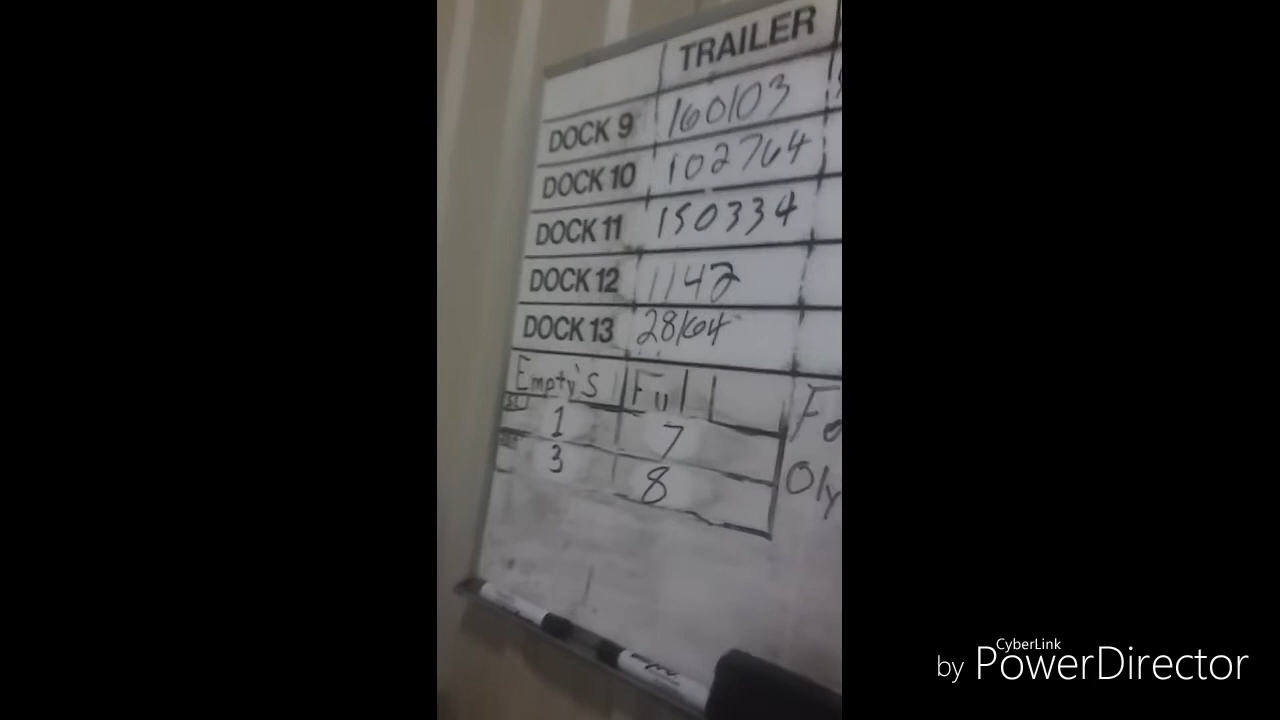 TRAILER
DOCK 9 160103
DOCK 10 102764
DOCK 11 150334
DOCK 12 1142
DOCK 13 28164
Empty's Full
1 7
3 8
CyberLink
by PowerDirector